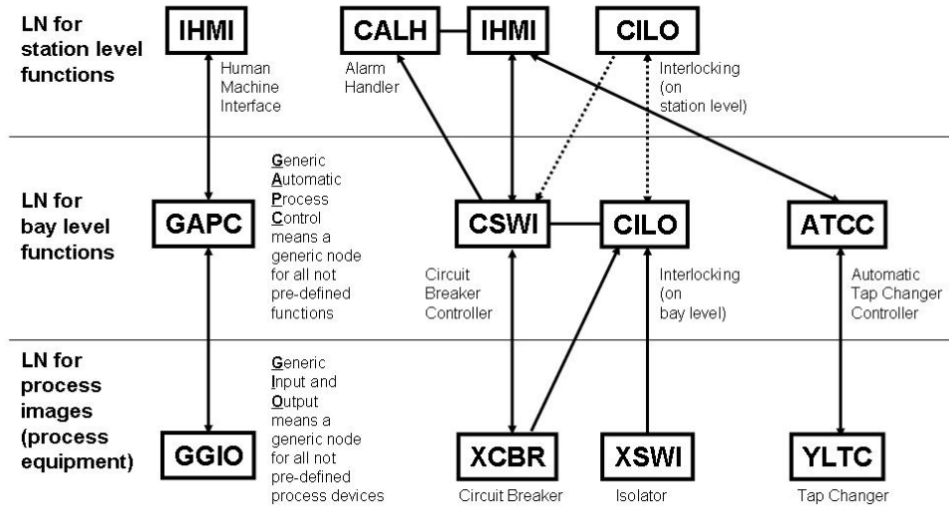 LN for
station level
functions
IHMI
Human
Machine
Interface
CALH
Alarm
Handler
IHMI
CILO
Interlocking
(on
station level)
LN for
bay level
functions
GAPC
Generic
Automatic
Process
Control
means a
generic node
for all not
pre-defined
functions
CSWI
Circuit
Breaker
Controller
CILO
Interlocking
(on
bay level)
ATCC
Automatic
Tap Changer
Controller
LN for
process
images
(process
equipment)
GGIO
Generic
Input and
Output
means a
generic node
for all not
pre-defined
process devices
XCBR
Circuit Breaker
XSWI
Isolator
YLTC
Tap Changer